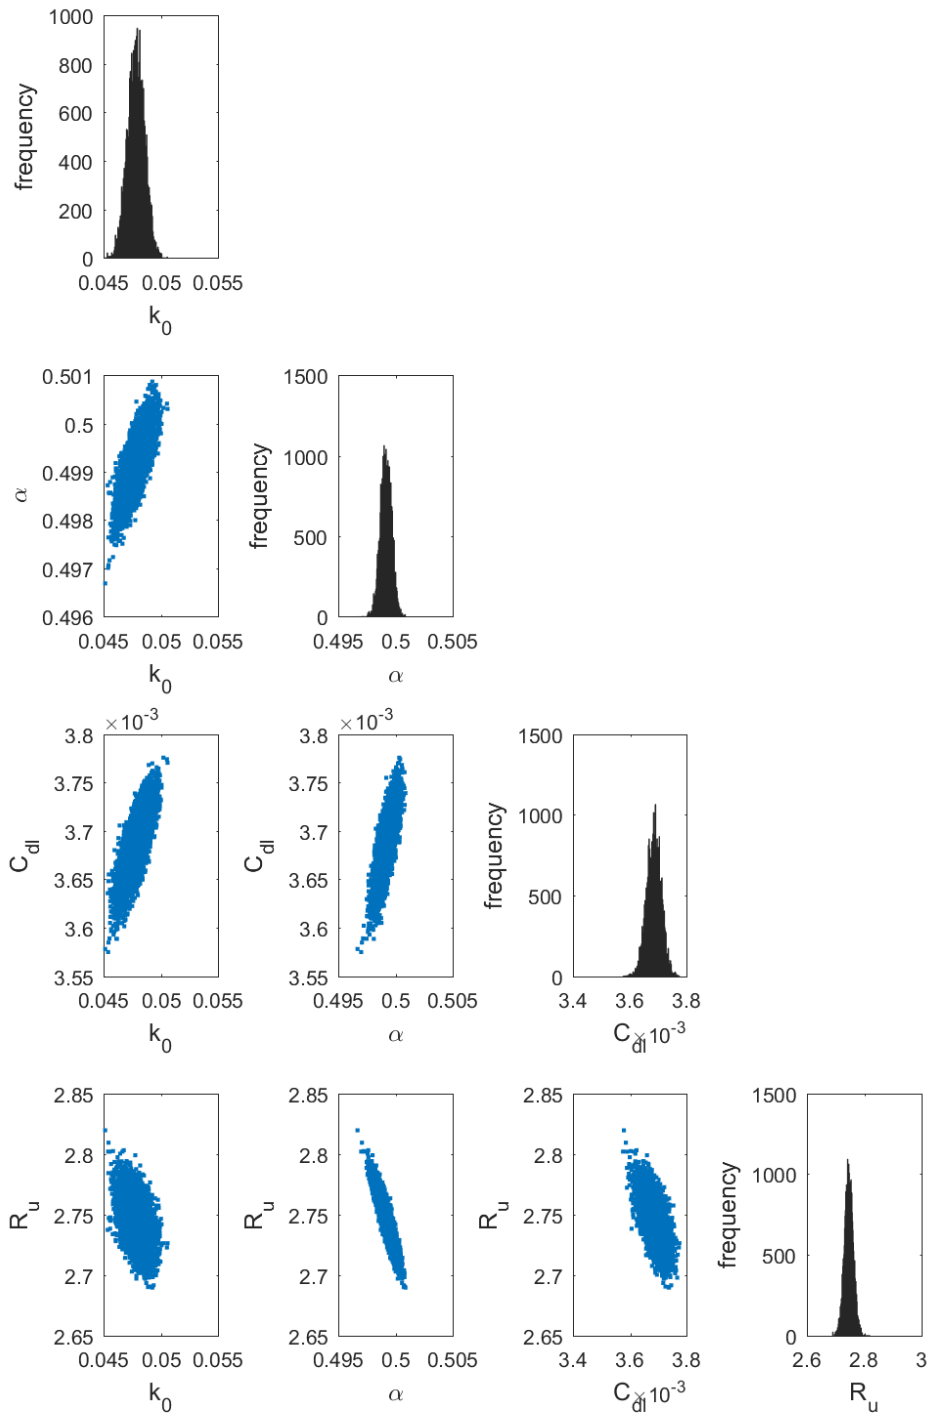 1000
800
600
400
200
0
frequency
0.045 0.05 0.055
k0
0.501
0.5
0.499
0.498
0.497
0.496
α
0.045 0.05 0.055
k0
1500
1000
500
0
frequency
0.495 0.5 0.505
α
×10-3
3.8
3.75
3.7
3.65
3.6
3.55
Cdl
0.045 0.05 0.055
k0
×10-3
3.8
3.75
3.7
3.65
3.6
3.55
Cdl
0.495 0.5 0.505
α
1500
1000
500
0
frequency
3.4 3.6 3.8
Cdl ×10-3
2.85
2.8
2.75
2.7
2.65
Ru
0.045 0.05 0.055
k0
2.85
2.8
2.75
2.7
2.65
Ru
0.495 0.5 0.505
α
2.85
2.8
2.75
2.7
2.65
Ru
3.4 3.6 3.8
Cdl ×10-3
1500
1000
500
0
frequency
2.6 2.8 3
Ru